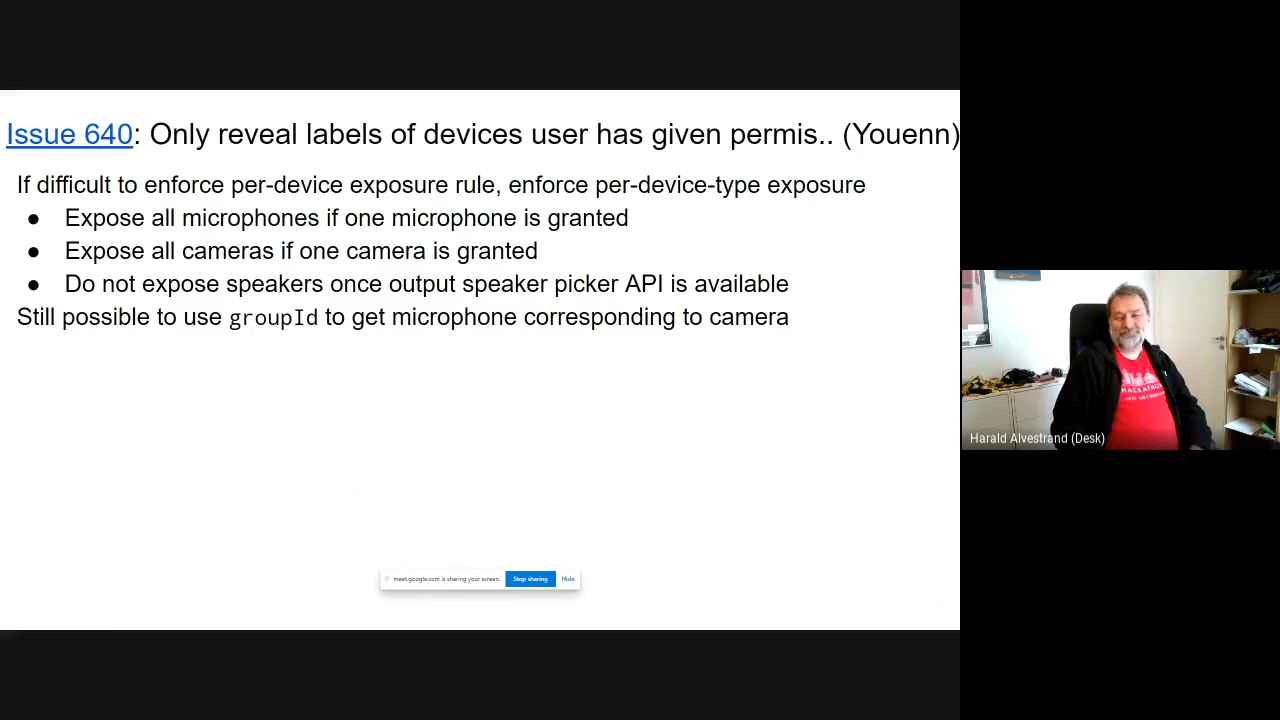 Issue 640: Only reveal labels of devices user has given permis.. (Youenn)
If difficult to enforce per-device exposure rule, enforce per-device-type exposure
● Expose all microphones if one microphone is granted
● Expose all cameras if one camera is granted
● Do not expose speakers once output speaker picker API is available
Still possible to use groupId to get microphone corresponding to camera
HACKATHON
Harald Alvestrand (Desk)
meet.google.com is sharing your screen.
Stop sharing
Hide